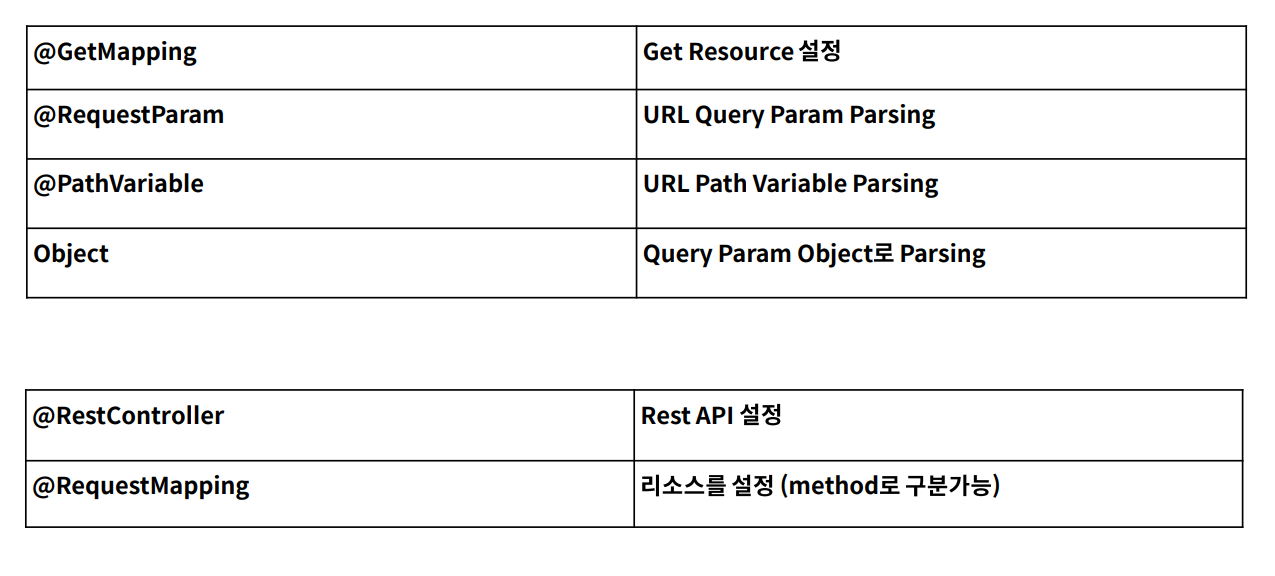 @GetMapping
Get Resource 설정
@RequestParam
URL Query Param Parsing
@PathVariable
URL Path Variable Parsing
Object
Query Param Object로 Parsing
@RestController
Rest API 설정
@RequestMapping
리소스를 설정 (method로 구분가능)